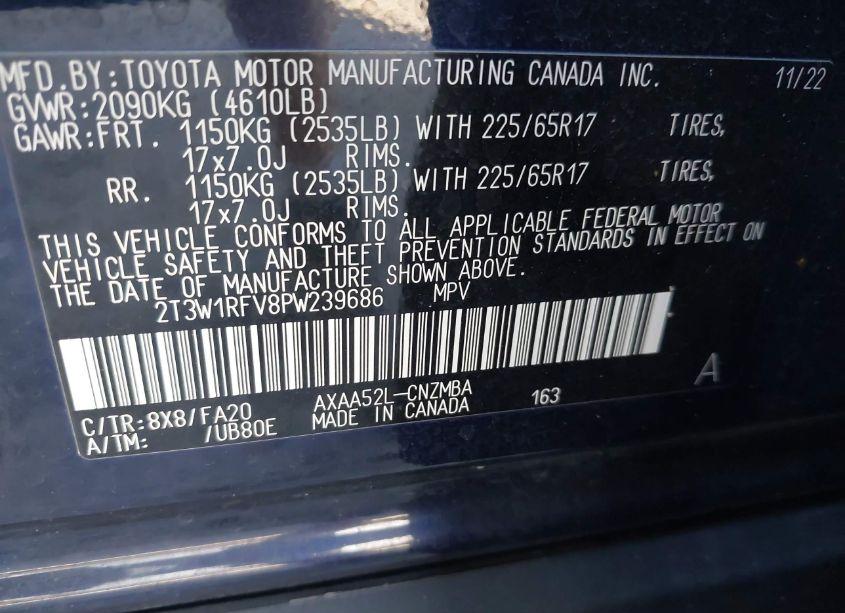 MFD.BY:TOYOTA MOTOR MANUFACTURING CANADA INC. 11/22
GVWR:2090KG (4610LB)
GAWR:FRT. 1150KG (2535LB) WITH 225/65R17 TIRES,
17x7.0J RIMS.
RR. 1150KG (2535LB) WITH 225/65R17 TIRES,
17x7.0J RIMS.
THIS VEHICLE CONFORMS TO ALL APPLICABLE FEDERAL MOTOR
VEHICLE SAFETY AND THEFT PREVENTION STANDARDS IN EFFECT ON
THE DATE OF MANUFACTURE SHOWN ABOVE.
2T3W1RFV8PW239686 MPV
A
C/TR:8X8/FA20 AXAA52L-CNZMBA 163
A/TM: /UB80E MADE IN CANADA